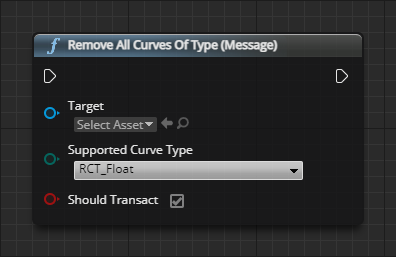 Remove All Curves Of Type (Message)
Target
Select Asset
Supported Curve Type
RCT_Float
Should Transact